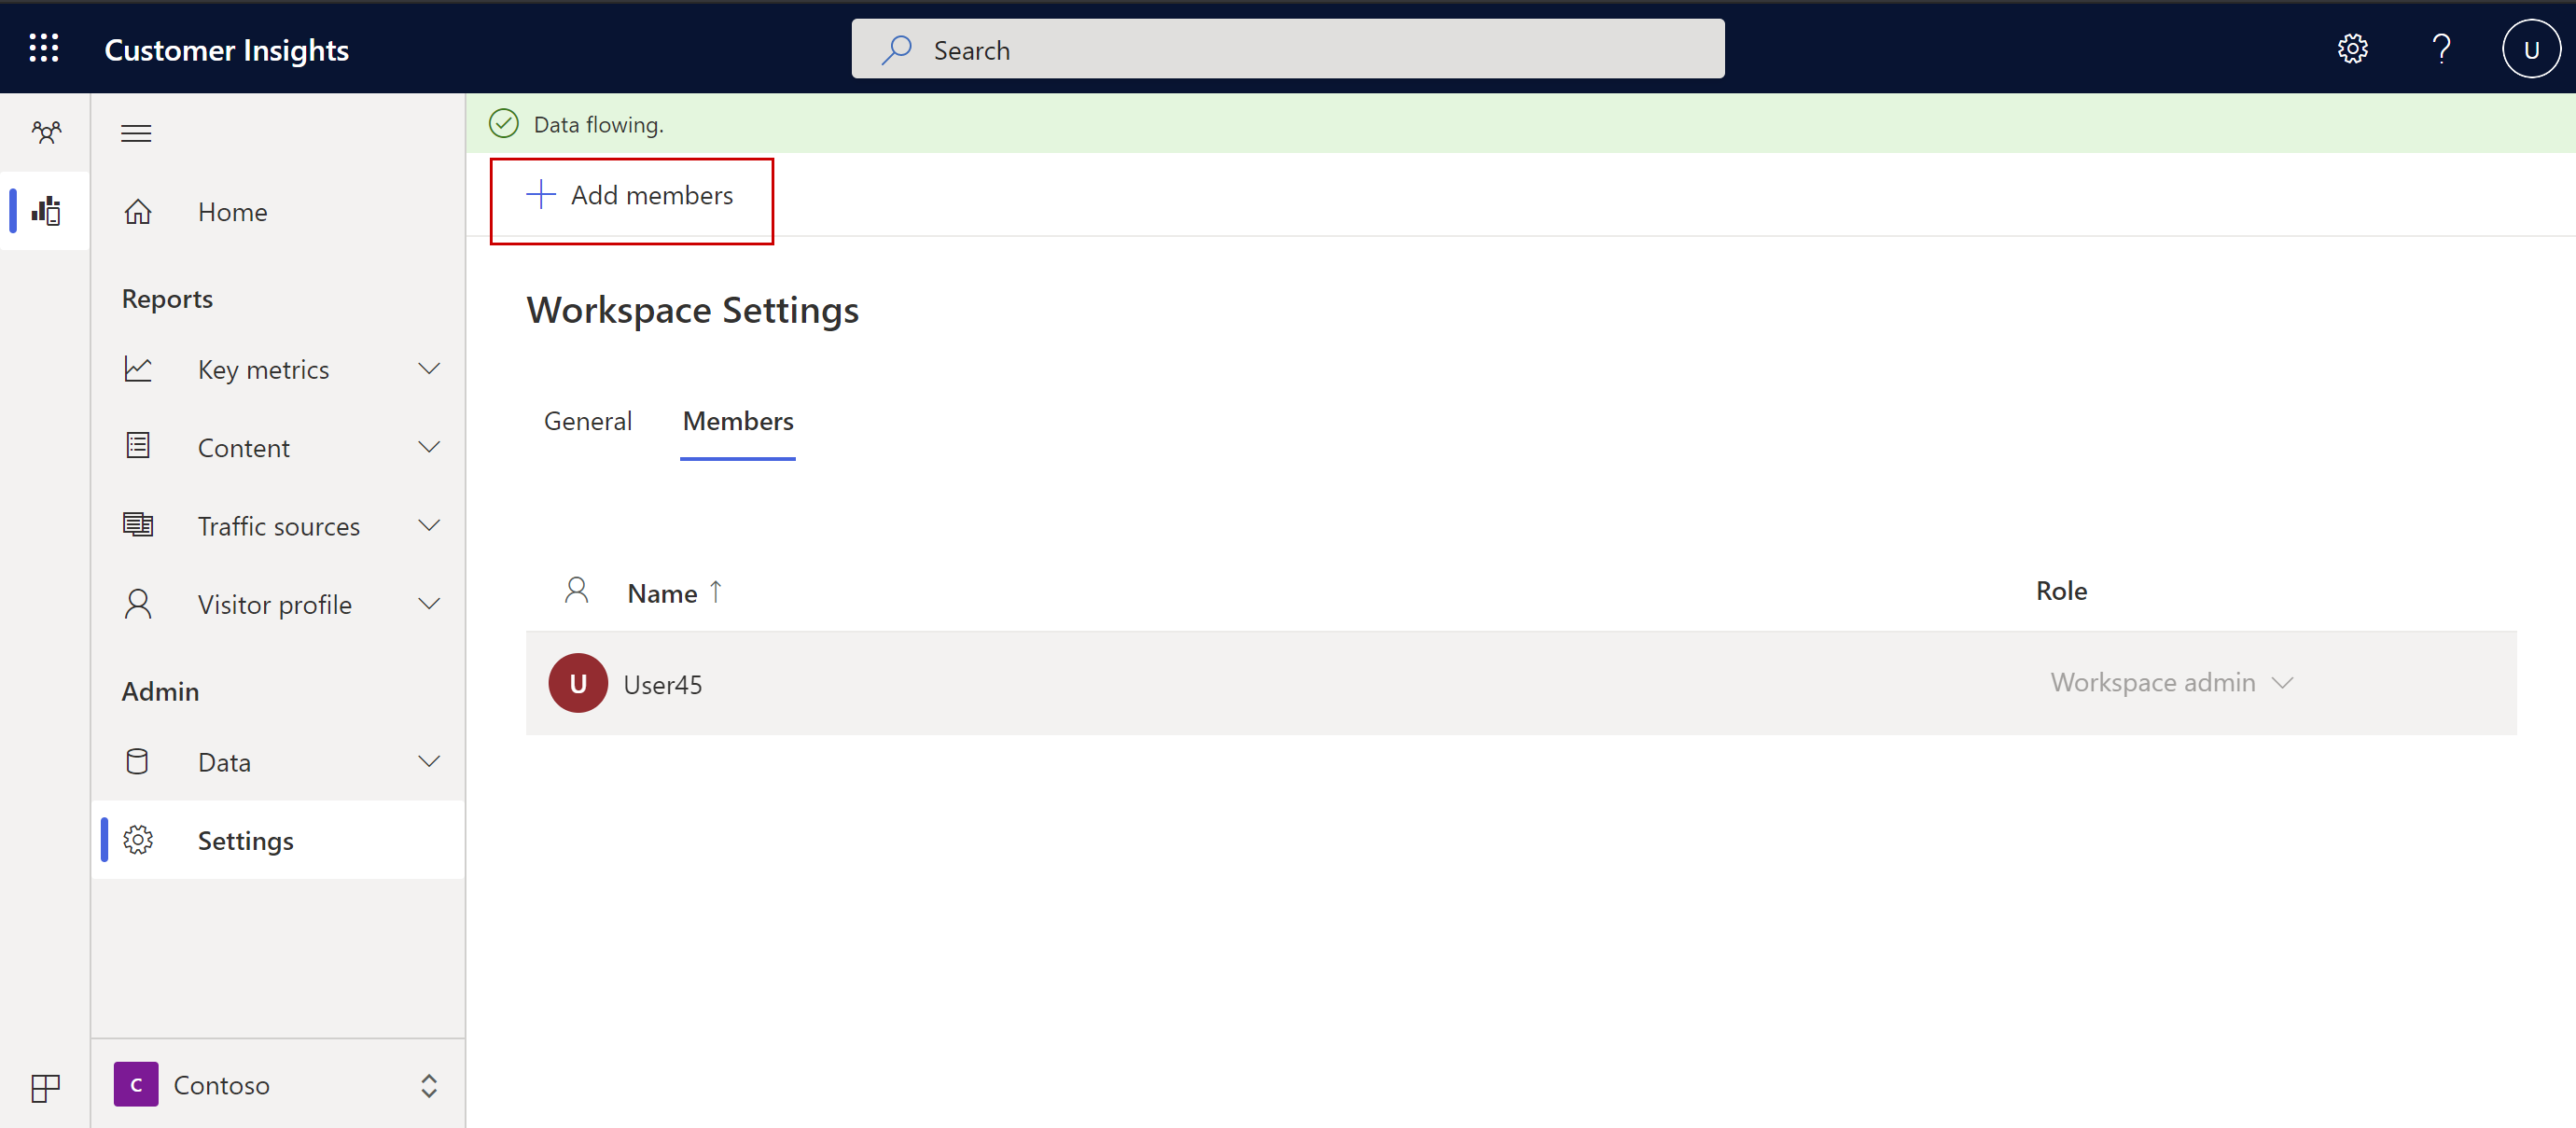 Customer Insights
Search
U
Data flowing.
Add members
Home
Reports
Key metrics
Content
Traffic sources
Visitor profile
Admin
Data
Settings
C Contoso
Workspace Settings
General Members
Name ↑ Role
U User45 Workspace admin